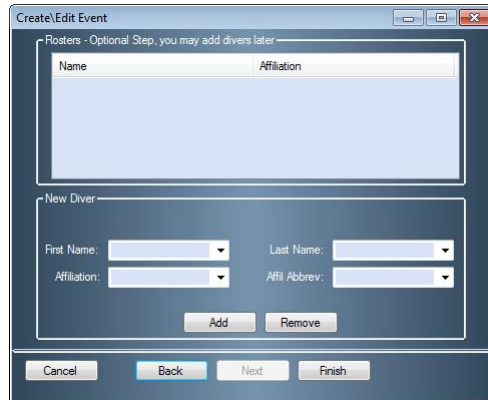 Create\Edit Event
Rosters - Optional Step, you may add divers later
Name Affiliation
New Diver
First Name: Last Name:
Affiliation: Affil Abbrev:
Add Remove
Cancel Back Next Finish